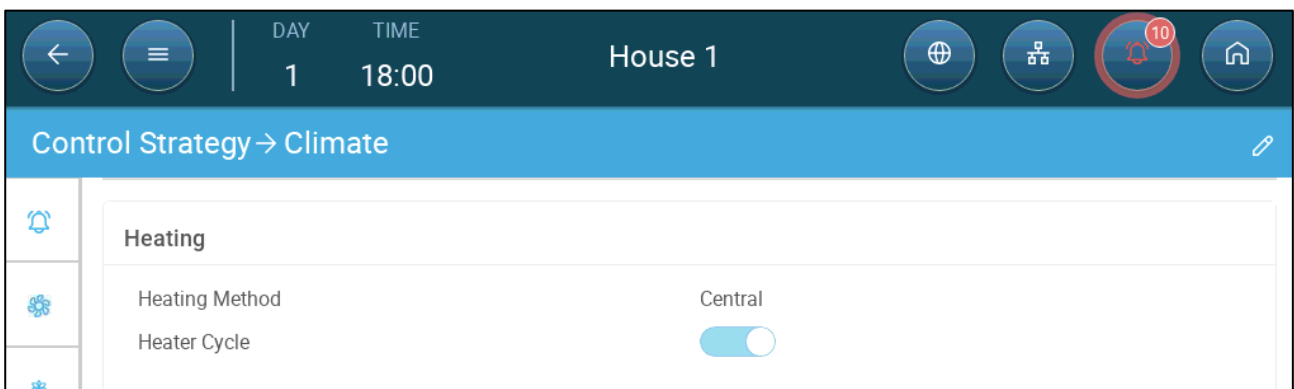 DAY TIME
1 18:00
House 1
10
Control Strategy → Climate
Heating
Heating Method Central
Heater Cycle